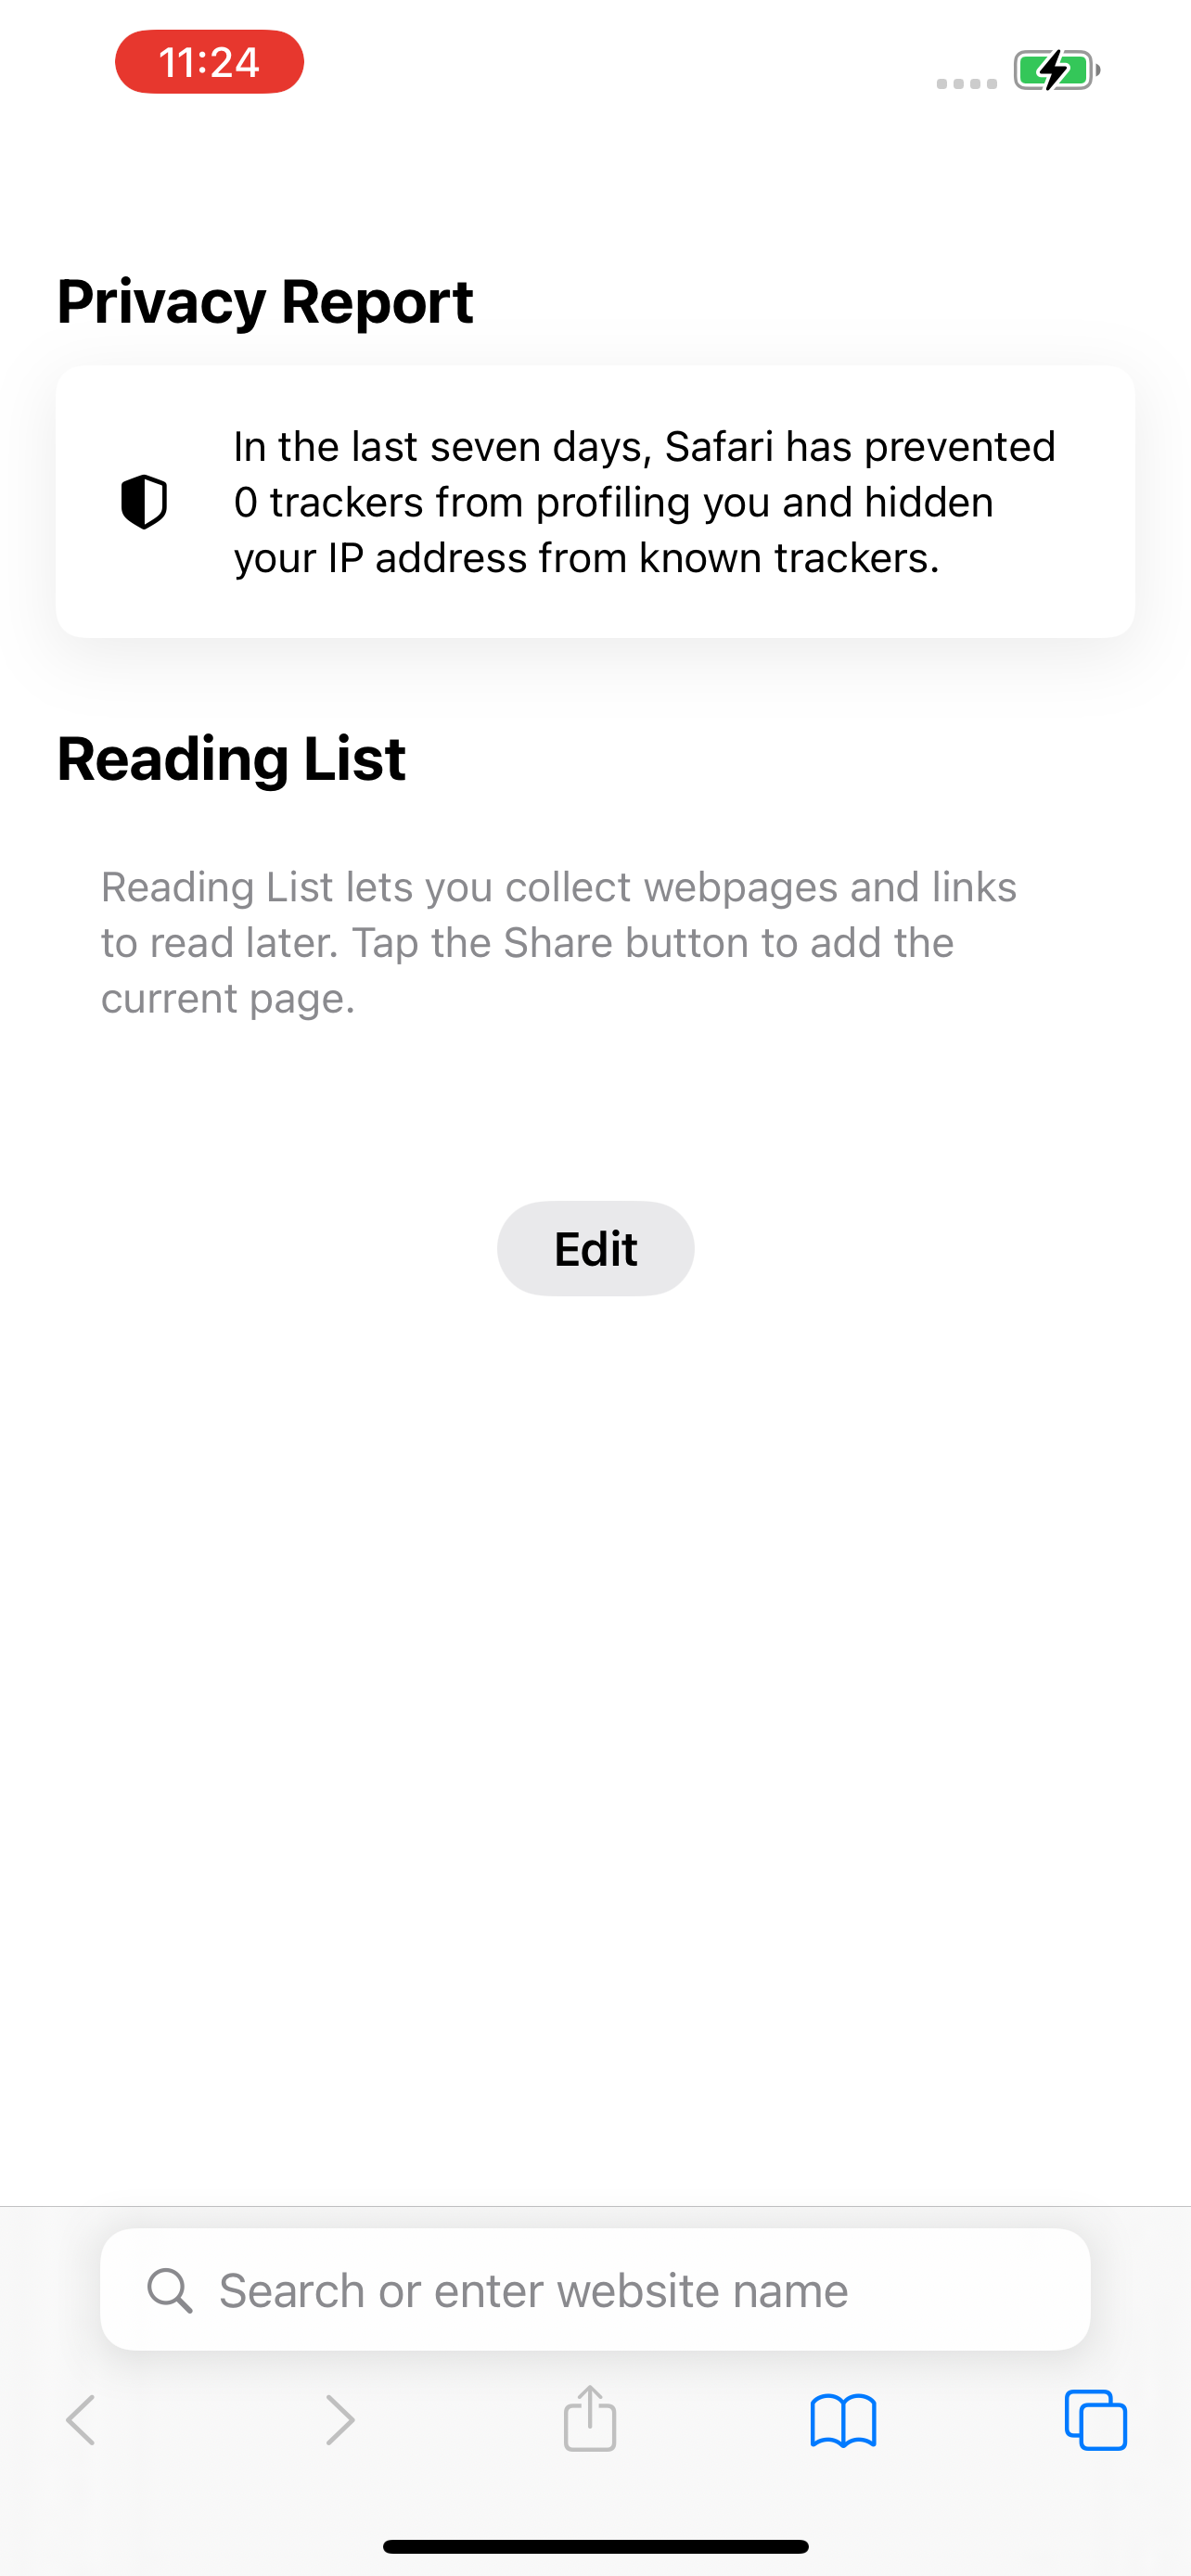 11:24
Privacy Report
In the last seven days, Safari has prevented
0 trackers from profiling you and hidden
your IP address from known trackers.
Reading List
Reading List lets you collect webpages and links
to read later. Tap the Share button to add the
current page.
Edit
Search or enter website name